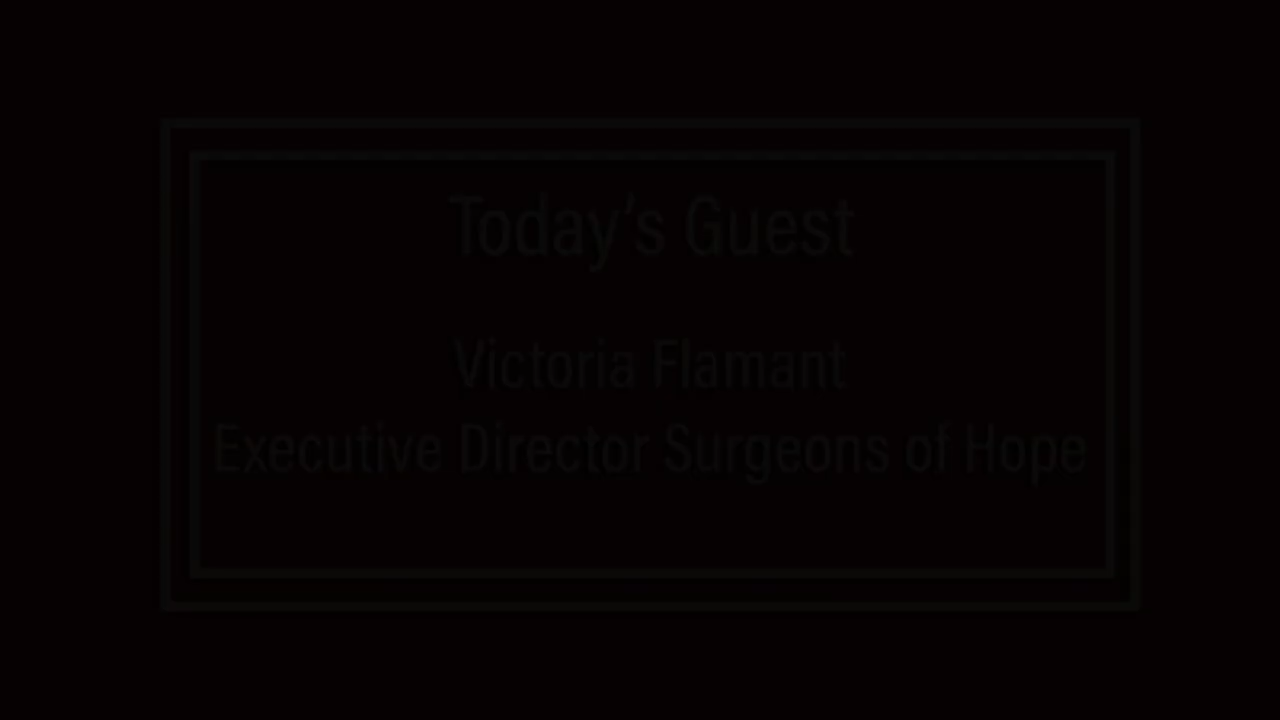 Today’s Guest
Victoria Flamant
Executive Director Surgeons of Hope